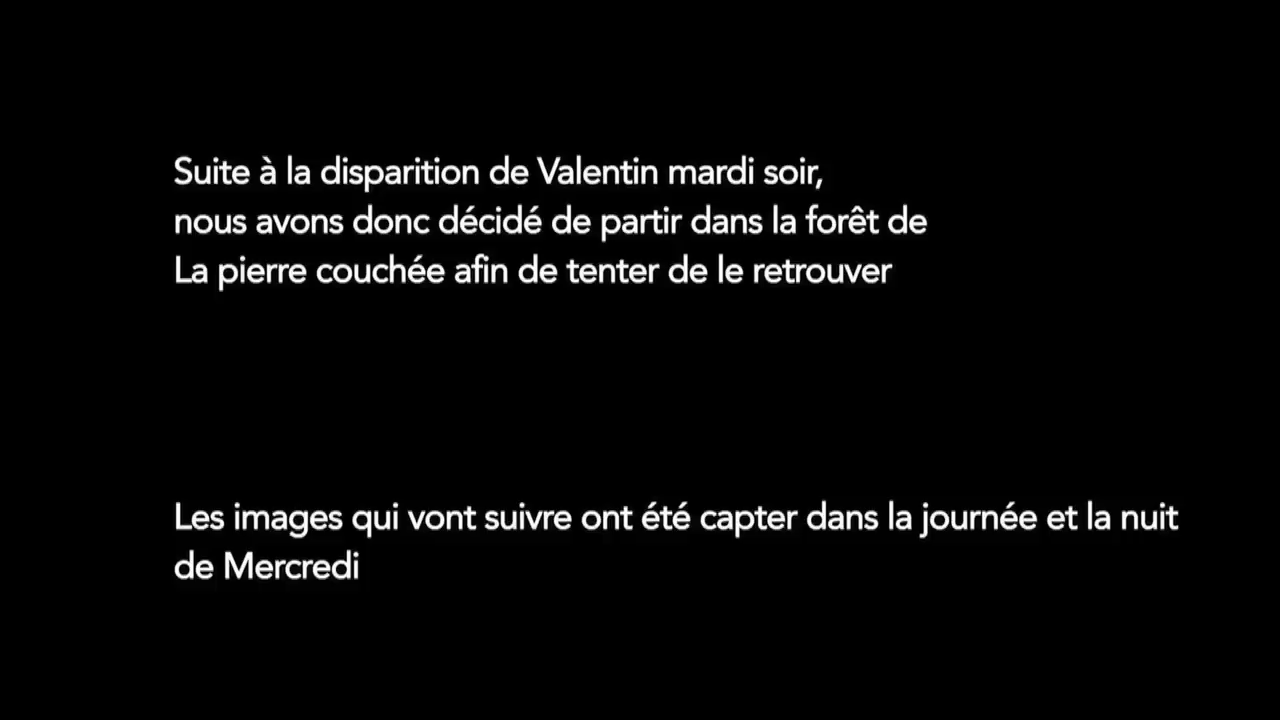 Suite à la disparition de Valentin mardi soir,
nous avons donc décidé de partir dans la forêt de
La pierre couchée afin de tenter de le retrouver
Les images qui vont suivre ont été capter dans la journée et la nuit
de Mercredi